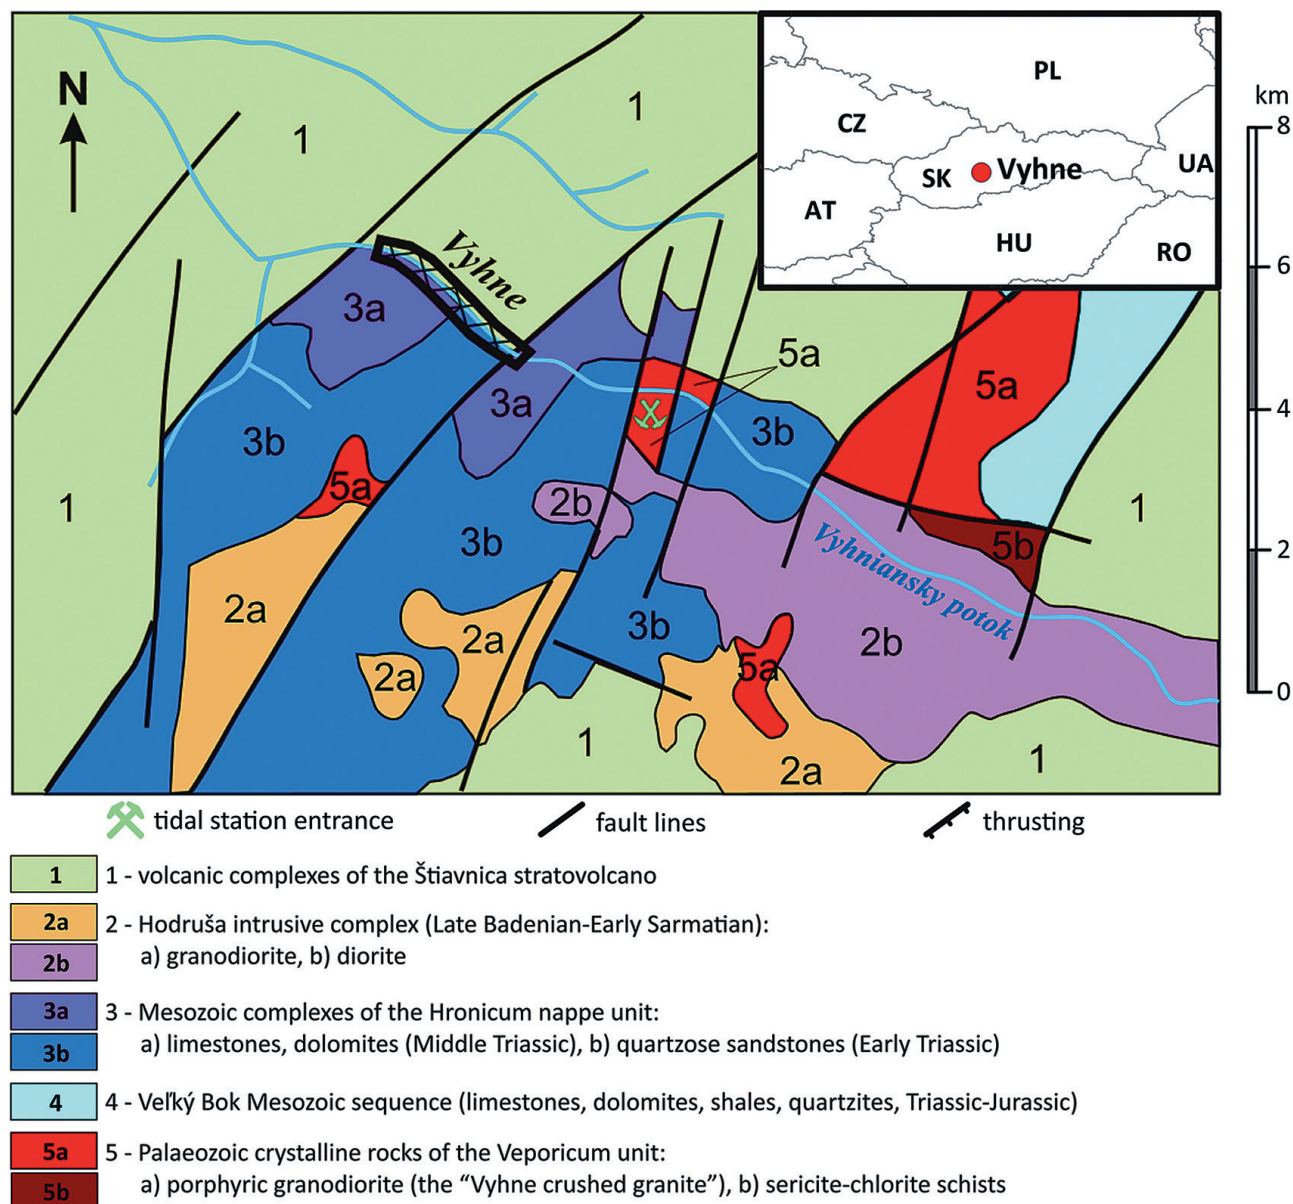 N
1
1
Vyhne
PL
CZ
SK
Vyhne
UA
AT
HU
RO
km
8
6
4
2
0
3a
5a
3a
5a
3b
3b
5a
2b
1
1
3b
5b
Vyhniansky potok
2a
2a
3b
2b
2a
5a
1
2a
1
tidal station entrance
fault lines
thrusting
1 1 - volcanic complexes of the Štiavnica stratovolcano
2a 2 - Hodruša intrusive complex (Late Badenian-Early Sarmatian):
2b a) granodiorite, b) diorite
3a 3 - Mesozoic complexes of the Hronicum nappe unit:
3b a) limestones, dolomites (Middle Triassic), b) quartzose sandstones (Early Triassic)
4 4 - Veľký Bok Mesozoic sequence (limestones, dolomites, shales, quartzites, Triassic-Jurassic)
5a 5 - Palaeozoic crystalline rocks of the Veporicum unit:
5b a) porphyric granodiorite (the “Vyhne crushed granite”), b) sericite-chlorite schists